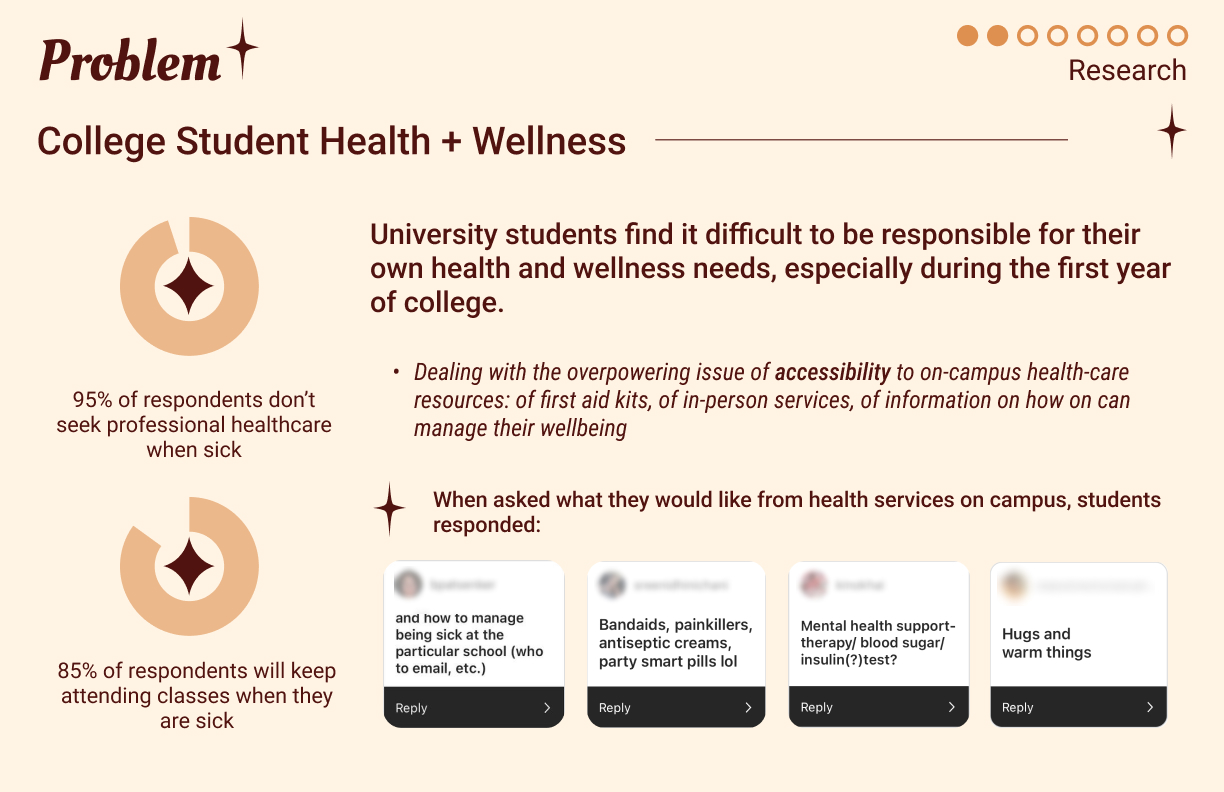 Problem
Research
College Student Health + Wellness
95% of respondents don't
seek professional healthcare
when sick
85% of respondents will keep
attending classes when they
are sick
University students find it difficult to be responsible for their
own health and wellness needs, especially during the first year
of college.
• Dealing with the overpowering issue of accessibility to on-campus health-care
resources: of first aid kits, of in-person services, of information on how on can
manage their wellbeing
When asked what they would like from health services on campus, students
responded:
and how to manage
being sick at the
particular school (who
to email, etc.)
Reply
Bandaids, painkillers,
antiseptic creams,
party smart pills lol
Reply
Mental health support-
therapy/ blood sugar/
insulin(?)test?
Reply
Hugs and
warm things
Reply